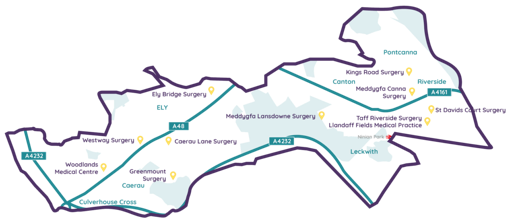 Pontcanna
Kings Road Surgery
Canton
Riverside
Meddygfa Canna
Surgery
A4161
Ely Bridge Surgery
ELY
St Davids Court Surgery
Meddygfa Lansdowne Surgery
Taff Riverside Surgery
Llandaff Fields Medical Practice
A48
Ninian Park
Westway Surgery
Caerau Lane Surgery
A4232
Leckwith
A4232
Woodlands
Medical Centre
Greenmount
Surgery
Caerau
Culverhouse Cross